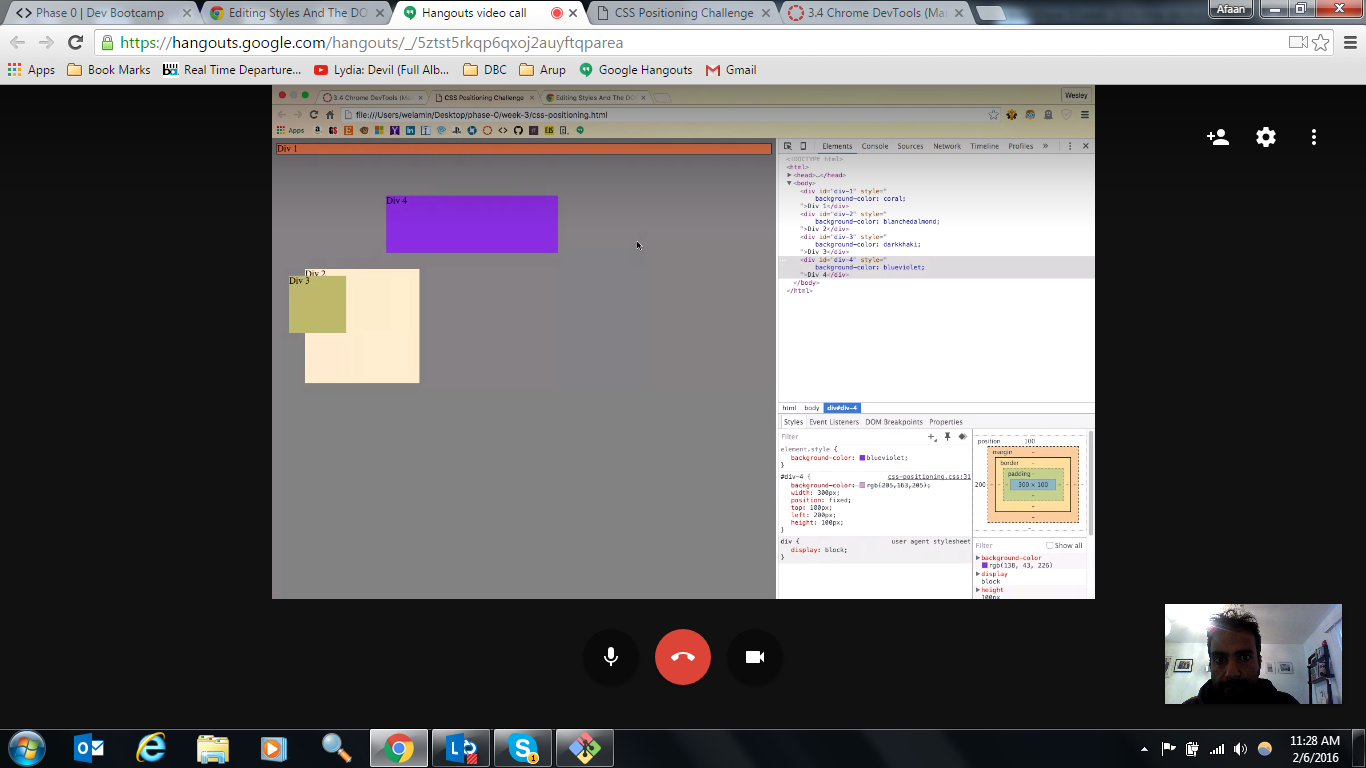 Phase 0 | Dev Bootcamp
Editing Styles And The DO
Hangouts video call
CSS Positioning Challenge
3.4 Chrome DevTools (Ma
Afaan
https://hangouts.google.com/hangouts/_/5ztst5rkqp6qxoj2auyftqparea
Apps
Book Marks
Real Time Departure...
Lydia: Devil (Full Alb...
DBC
Arup
Google Hangouts
Gmail
3.4 Chrome DevTools (Ma
CSS Positioning Challenge
Editing Styles And The DO
Wesley
file:///Users/welamin/Desktop/phase-0/week-3/css-positioning.html
Apps
Div 1
Div 4
Div 2
Div 3
Elements Console Sources Network Timeline Profiles »
<!DOCTYPE html>
<html>
<head>…</head>
<body>
<div id="div-1" style="
background-color: coral;
">Div 1</div>
<div id="div-2" style="
background-color: blanchedalmond;
">Div 2</div>
<div id="div-3" style="
background-color: darkkhaki;
">Div 3</div>
<div id="div-4" style="
background-color: blueviolet;
">Div 4</div>
</body>
</html>
html body div#div-4
Styles Event Listeners DOM Breakpoints Properties
Filter
element.style {
background-color: blueviolet;
}
#div-4 { css-positioning.css:31
background-color: rgb(205,163,205);
width: 300px;
position: fixed;
top: 100px;
left: 200px;
height: 100px;
}
div { user agent stylesheet
display: block;
}
position 100
margin -
border -
padding -
200 - - - 300 × 100 - - -
-
-
-
-
Filter Show all
background-color
rgb(138, 43, 226)
display
block
height
100px
11:28 AM
2/6/2016